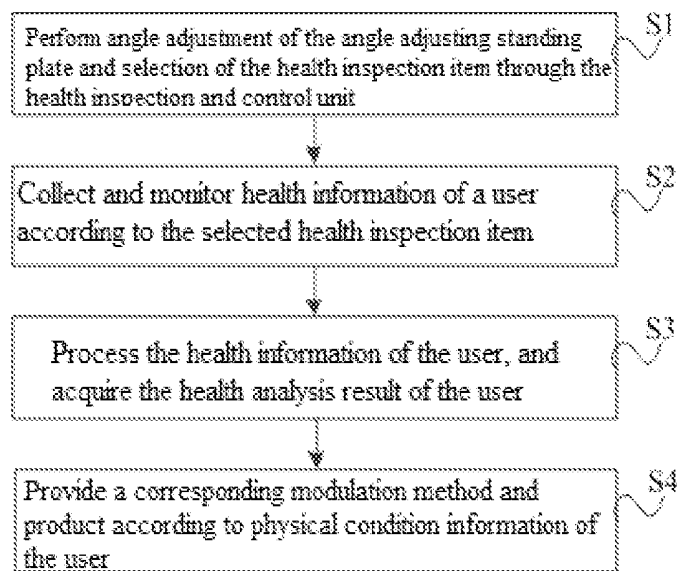 S1
Perform angle adjustment of the angle adjusting standing
plate and selection of the health inspection item through the
health inspection and control unit
S2
Collect and monitor health information of a user
according to the selected health inspection item
S3
Process the health information of the user, and
acquire the health analysis result of the user
S4
Provide a corresponding modulation method and
product according to physical condition information of
the user